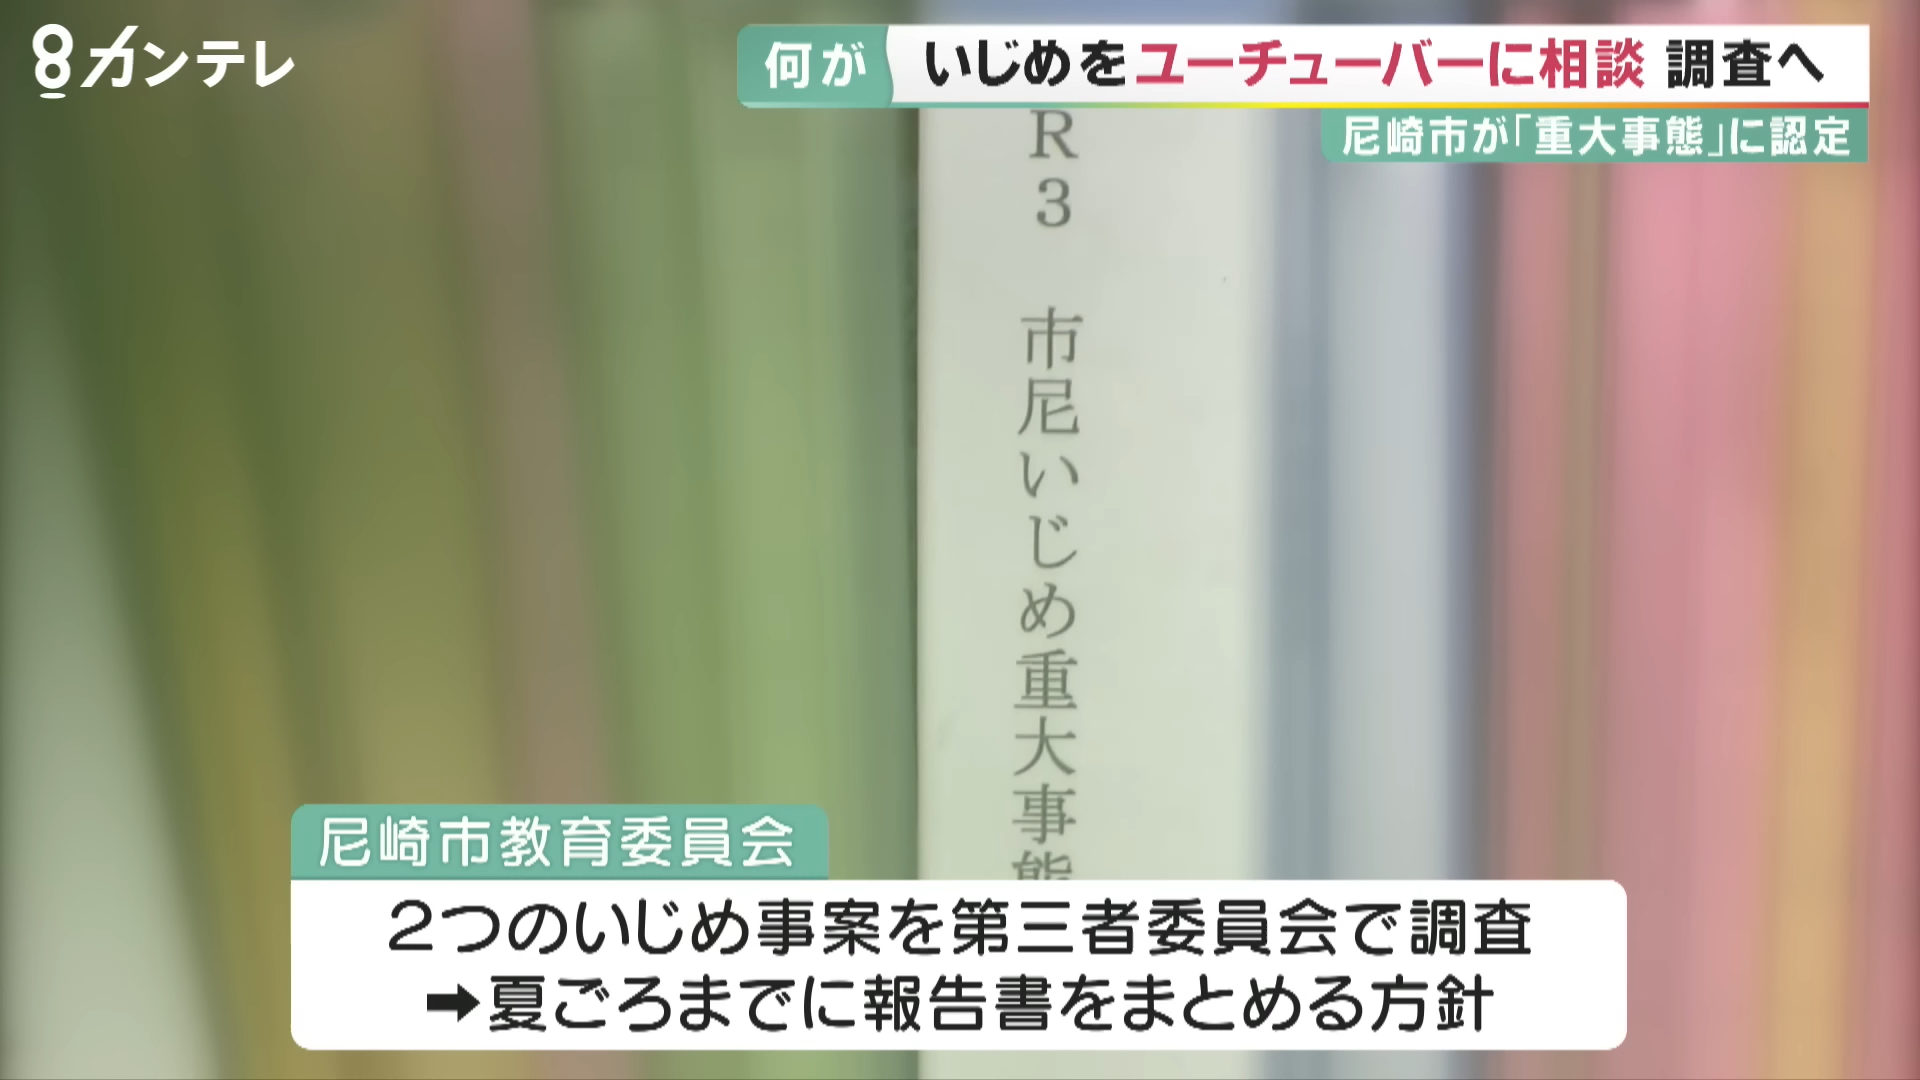 8カンテレ
何が いじめをユーチューバーに相談 調査へ
尼崎市が「重大事態」に認定
R3 市尼いじめ重大事態
尼崎市教育委員会
2つのいじめ事案を第三者委員会で調査
➡夏ごろまでに報告書をまとめる方針